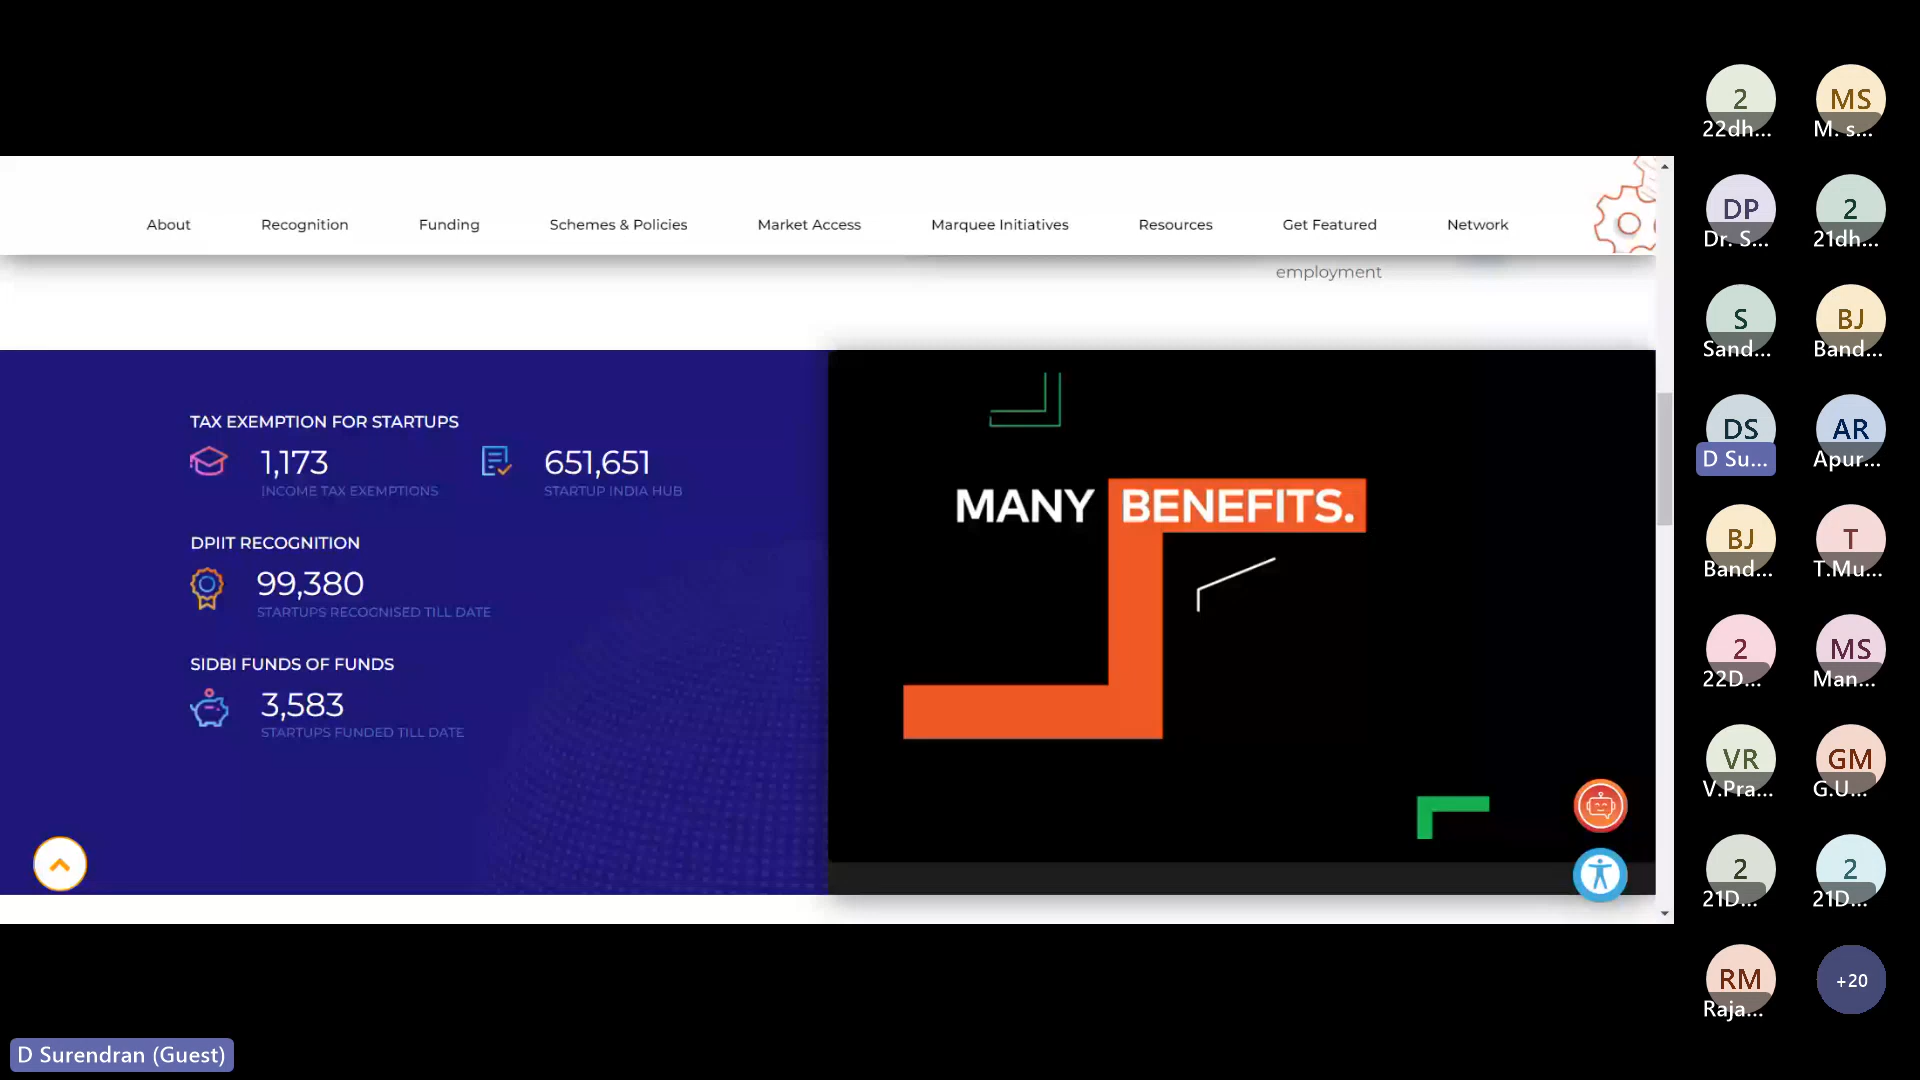 About Recognition Funding Schemes & Policies Market Access Marquee Initiatives Resources Get Featured Network
employment
TAX EXEMPTION FOR STARTUPS
1,173
INCOME TAX EXEMPTIONS
651,651
STARTUP INDIA HUB
DPIIT RECOGNITION
99,380
STARTUPS RECOGNISED TILL DATE
SIDBI FUNDS OF FUNDS
3,583
STARTUPS FUNDED TILL DATE
MANY BENEFITS.
2 MS
22dh... M. s...
DP 2
Dr. S... 21dh...
S BJ
Sand... Band...
DS AR
D Su... Apur...
BJ T
Band... T.Mu...
2 MS
22D... Man...
VR GM
V.Pra... G.U...
2 2
21D... 21D...
RM +20
Raja...
D Surendran (Guest)